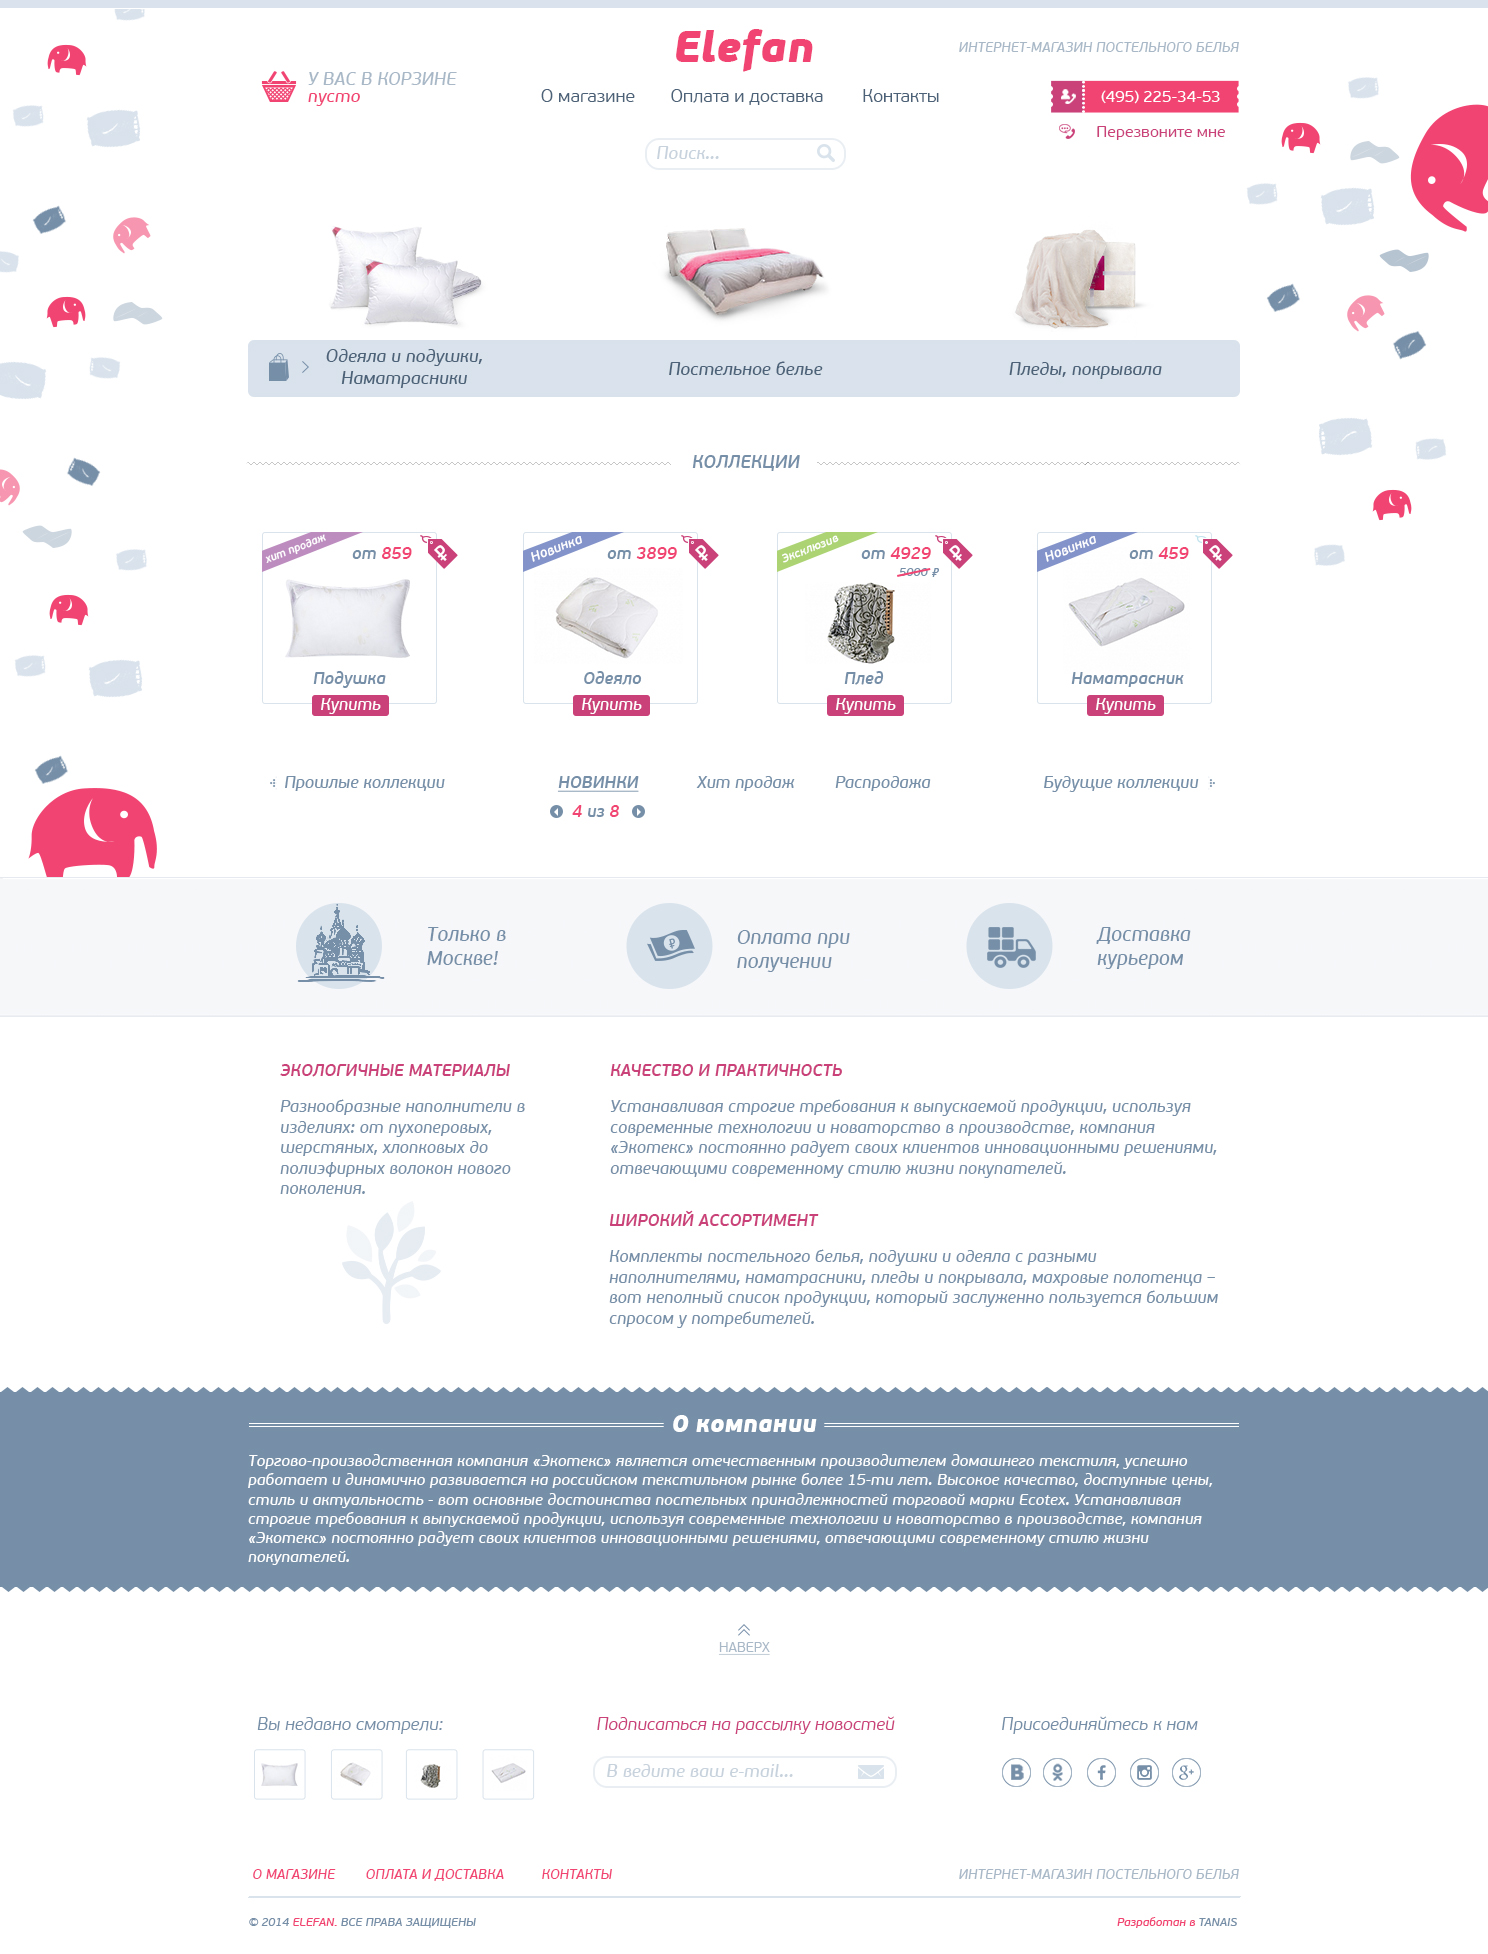 Elefan
ИНТЕРНЕТ-МАГАЗИН ПОСТЕЛЬНОГО БЕЛЬЯ
У ВАС В КОРЗИНЕ
пусто
О магазине
Оплата и доставка
Контакты
(495) 225-34-53
Перезвоните мне
Поиск...
Одеяла и подушки,
Наматрасники
Постельное белье
Пледы, покрывала
КОЛЛЕКЦИИ
хит продаж
от 859
₽
Подушка
Купить
Новинка
от 3899
₽
Одеяло
Купить
Эксклюзив
от 4929
₽
5000 ₽
Плед
Купить
Новинка
от 459
₽
Наматрасник
Купить
Прошлые коллекции
НОВИНКИ
Хит продаж
Распродажа
Будущие коллекции
4 из 8
Только в
Москве!
₽
Оплата при
получении
Доставка
курьером
ЭКОЛОГИЧНЫЕ МАТЕРИАЛЫ
Разнообразные наполнители в
изделиях: от пухоперовых,
шерстяных, хлопковых до
полиэфирных волокон нового
поколения.
КАЧЕСТВО И ПРАКТИЧНОСТЬ
Устанавливая строгие требования к выпускаемой продукции, используя
современные технологии и новаторство в производстве, компания
«Экотекс» постоянно радует своих клиентов инновационными решениями,
отвечающими современному стилю жизни покупателей.
ШИРОКИЙ АССОРТИМЕНТ
Комплекты постельного белья, подушки и одеяла с разными
наполнителями, наматрасники, пледы и покрывала, махровые полотенца –
вот неполный список продукции, который заслуженно пользуется большим
спросом у потребителей.
О компании
Торгово-производственная компания «Экотекс» является отечественным производителем домашнего текстиля, успешно
работает и динамично развивается на российском текстильном рынке более 15-ти лет. Высокое качество, доступные цены,
стиль и актуальность - вот основные достоинства постельных принадлежностей торговой марки Ecotex. Устанавливая
строгие требования к выпускаемой продукции, используя современные технологии и новаторство в производстве, компания
«Экотекс» постоянно радует своих клиентов инновационными решениями, отвечающими современному стилю жизни
покупателей.
НАВЕРХ
Вы недавно смотрели:
Подписаться на рассылку новостей
В ведите ваш e-mail...
Присоединяйтесь к нам
В
f
g+
О МАГАЗИНЕ
ОПЛАТА И ДОСТАВКА
КОНТАКТЫ
ИНТЕРНЕТ-МАГАЗИН ПОСТЕЛЬНОГО БЕЛЬЯ
© 2014 ELEFAN. ВСЕ ПРАВА ЗАЩИЩЕНЫ
Разработан в TANAIS